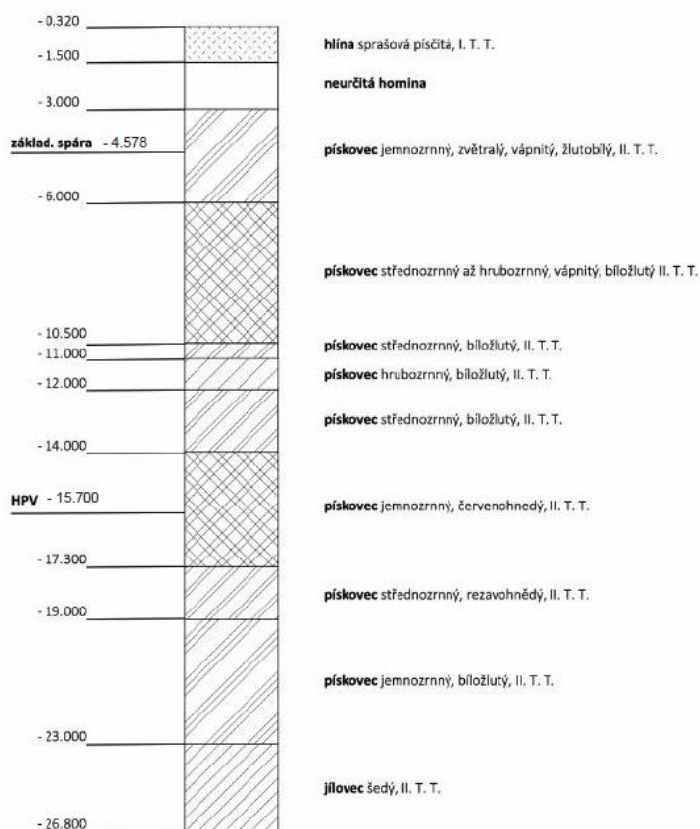 - 0.320
hlína sprašová písčitá, I. T. T.
- 1.500
neurčitá homina
- 3.000
základ. spára - 4.578
pískovec jemnozrnný, zvětralý, vápnitý, žlutobílý, II. T. T.
- 6.000
pískovec střednozrnný až hrubozrnný, vápnitý, bíložlutý II. T. T.
- 10.500
pískovec střednozrnný, bíložlutý, II. T. T.
- 11.000
pískovec hrubozrnný, bíložlutý, II. T. T.
- 12.000
pískovec střednozrnný, bíložlutý, II. T. T.
- 14.000
HPV - 15.700
pískovec jemnozrnný, červenohnedý, II. T. T.
- 17.300
pískovec střednozrnný, rezavohnědý, II. T. T.
- 19.000
pískovec jemnozrnný, bíložlutý, II. T. T.
- 23.000
jílovec šedý, II. T. T.
- 26.800